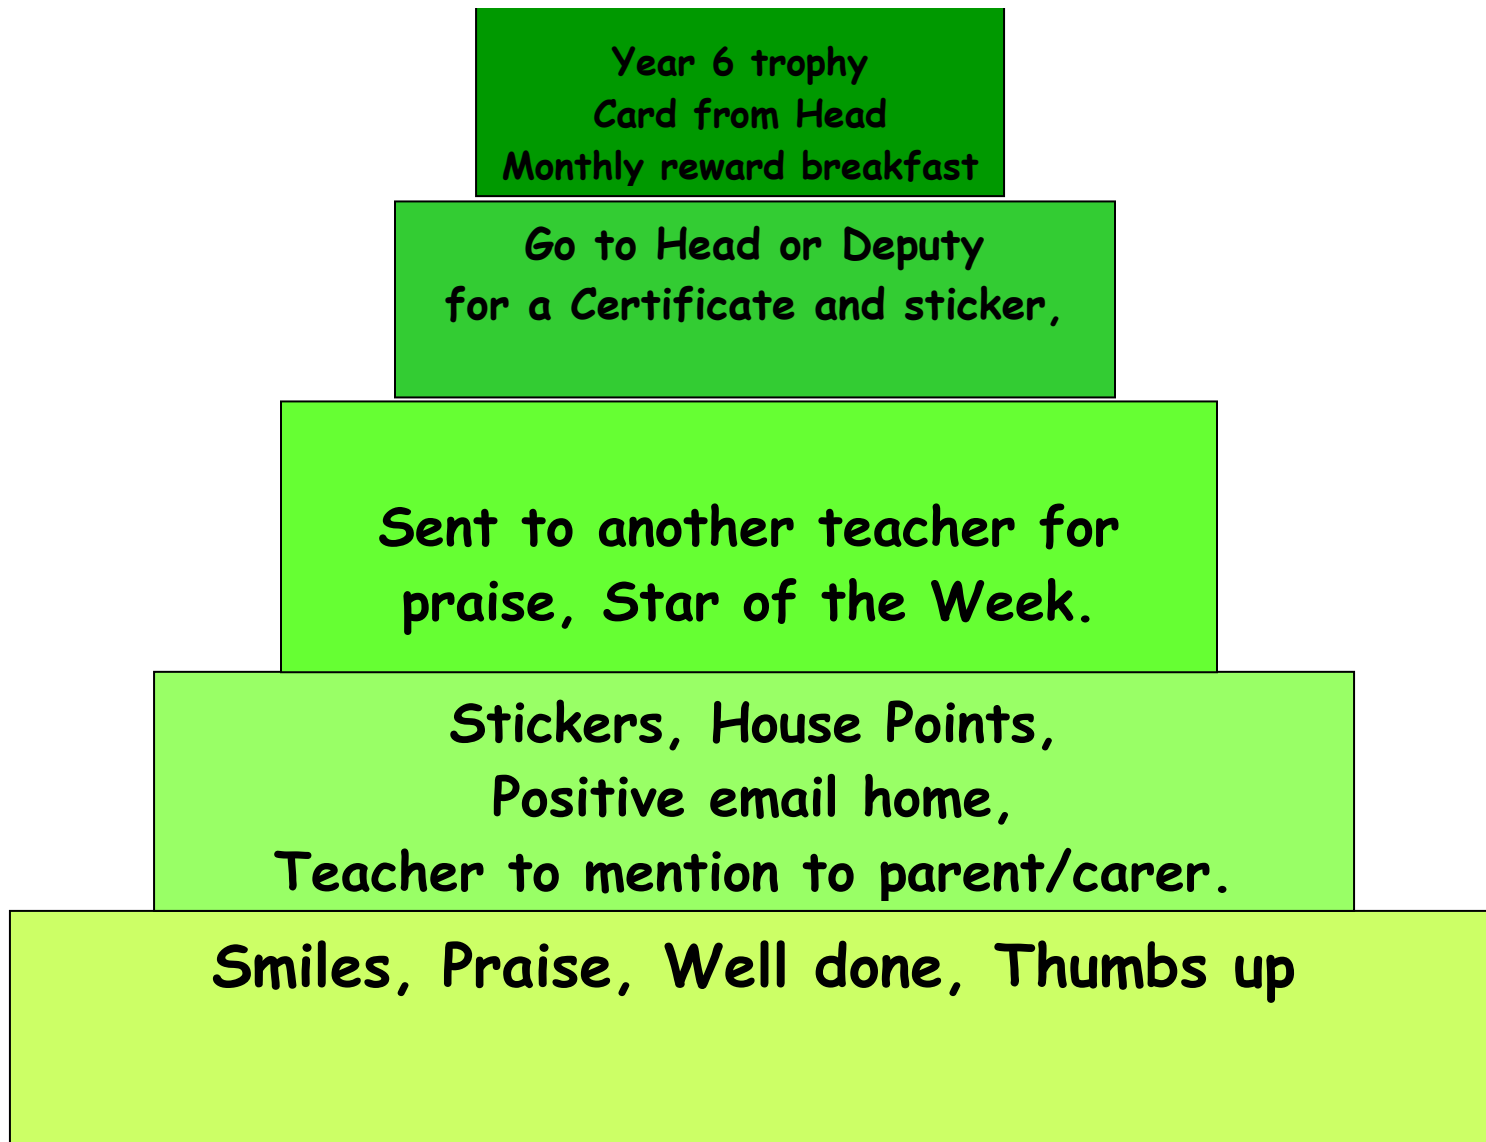 Year 6 trophy
Card from Head
Monthly reward breakfast
Go to Head or Deputy
for a Certificate and sticker,
Sent to another teacher for
praise, Star of the Week.
Stickers, House Points,
Positive email home,
Teacher to mention to parent/carer.
Smiles, Praise, Well done, Thumbs up